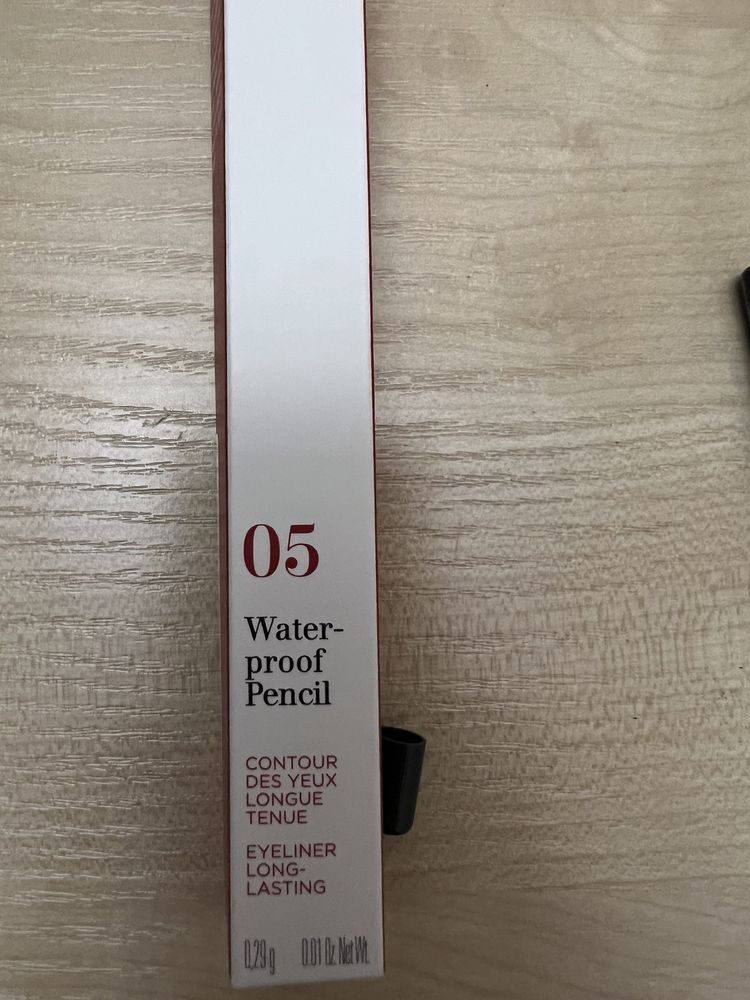 05
Water-
proof
Pencil
CONTOUR
DES YEUX
LONGUE
TENUE
EYELINER
LONG-
LASTING
0,29 g 0.01 Oz. Net Wt.